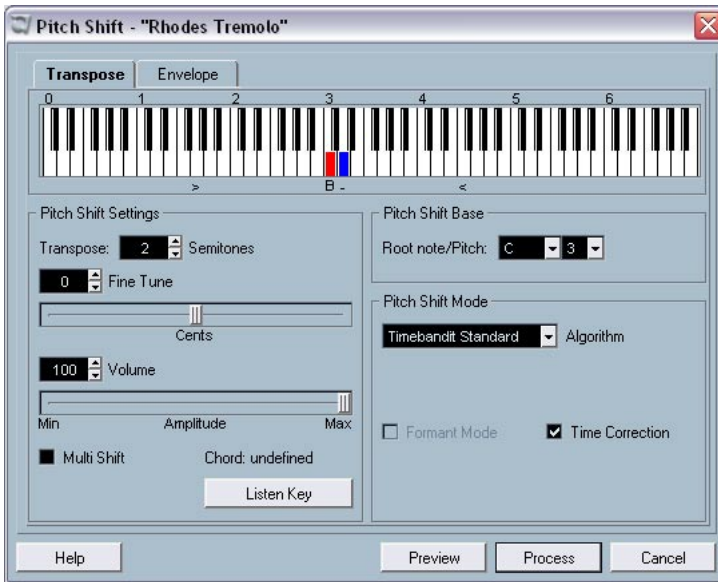 Pitch Shift - "Rhodes Tremolo"
Transpose Envelope
0 1 2 3 4 5 6
> B - <
Pitch Shift Settings
Transpose: 2 Semitones
0 Fine Tune
Cents
100 Volume
Min Amplitude Max
Multi Shift Chord: undefined
Listen Key
Pitch Shift Base
Root note/Pitch: C 3
Pitch Shift Mode
Timebandit Standard Algorithm
Formant Mode Time Correction
Help Preview Process Cancel